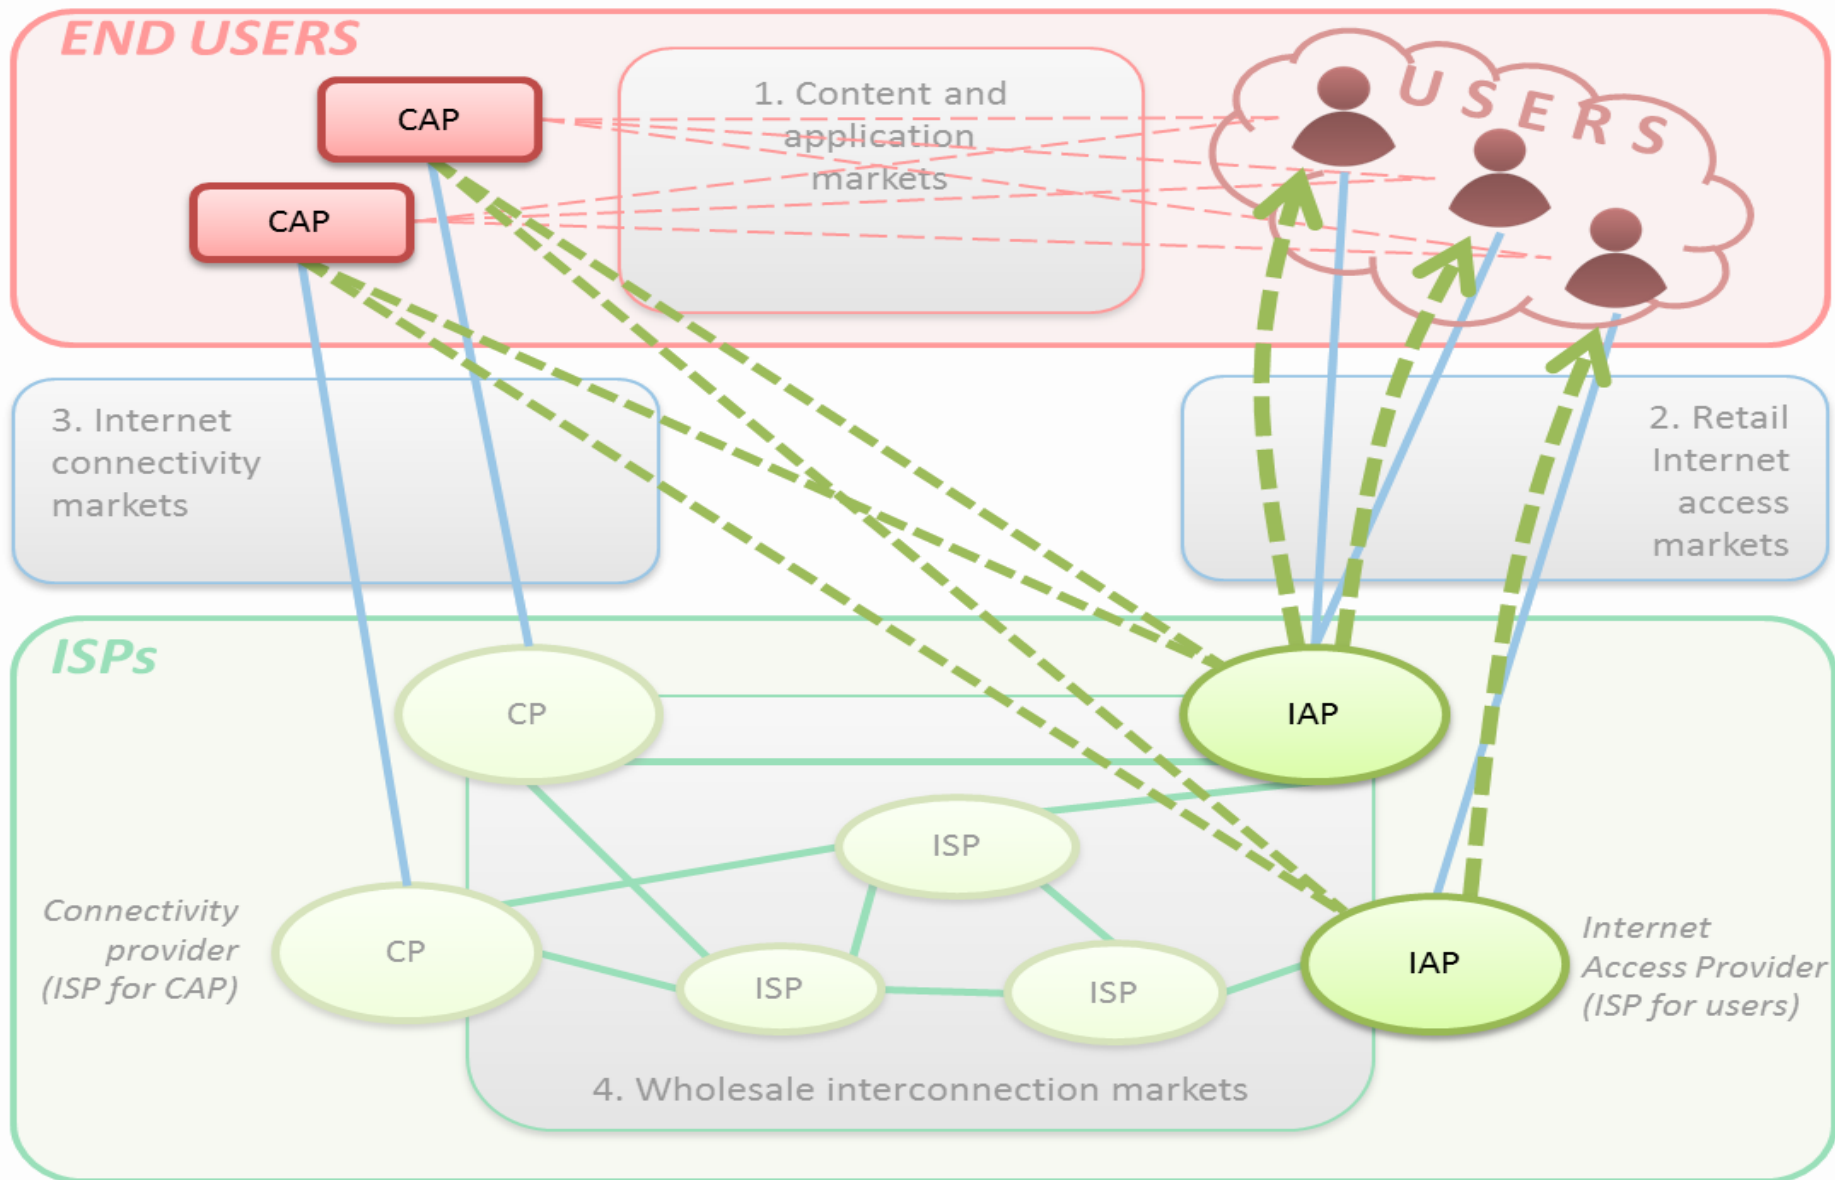 END USERS
CAP
CAP
1. Content and
application
markets
USERS
3. Internet
connectivity
markets
2. Retail
Internet
access
markets
ISPs
CP
IAP
ISP
Connectivity
provider
(ISP for CAP)
CP
ISP
ISP
IAP
Internet
Access Provider
(ISP for users)
4. Wholesale interconnection markets